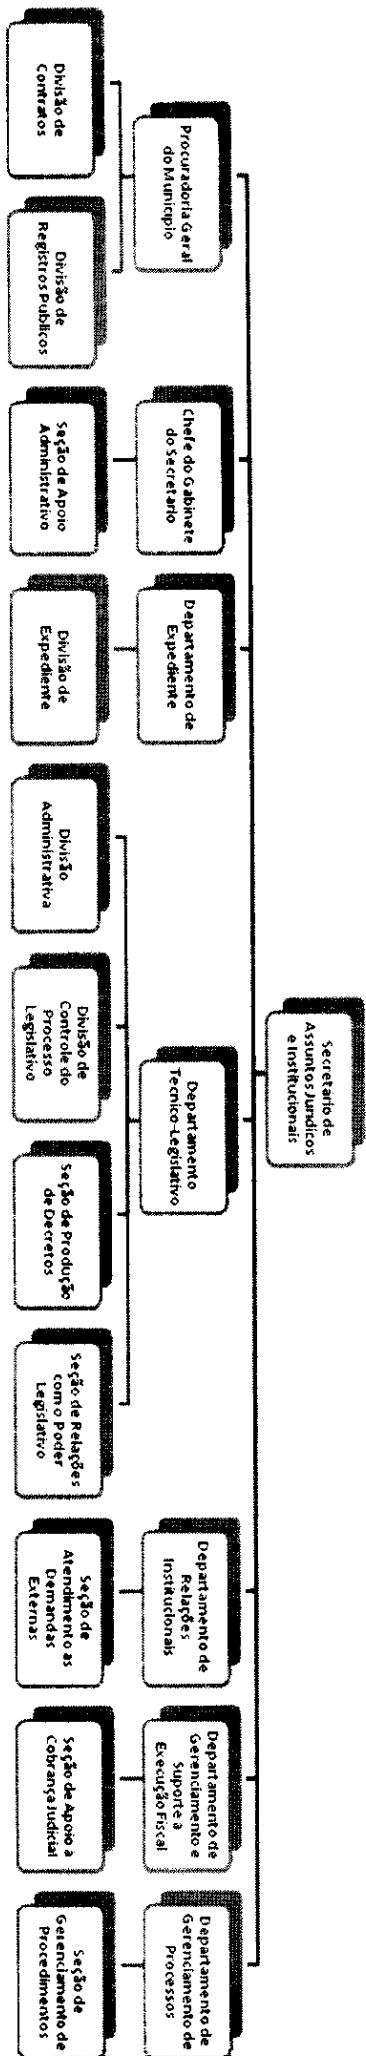 Secretario de
Assuntos Juridicos
e Institucionais
Procuradoria Geral
do Municipio
Chefe do Gabinete
do Secretario
Departamento de
Expediente
Departamento
Tecnico-Legislativo
Departamento de
Relações
Institucionais
Departamento de
Gerenciamento e
Suporte a
Execução Fiscal
Departamento de
Gerenciamento de
Processos
Divisão de
Contratos
Divisão de
Registros Publicos
Seção de Apoio
Administrativo
Divisão de
Expediente
Divisão
Administrativa
Divisão de
Controle do
Processo
Legislativo
Seção de Produção
de Decretos
Seção de Relações
com o Poder
Legislativo
Seção de
Atendimento as
Demandas
Externas
Seção de Apoio à
Cobrança Judicial
Seção de
Gerenciamento de
Procedimentos